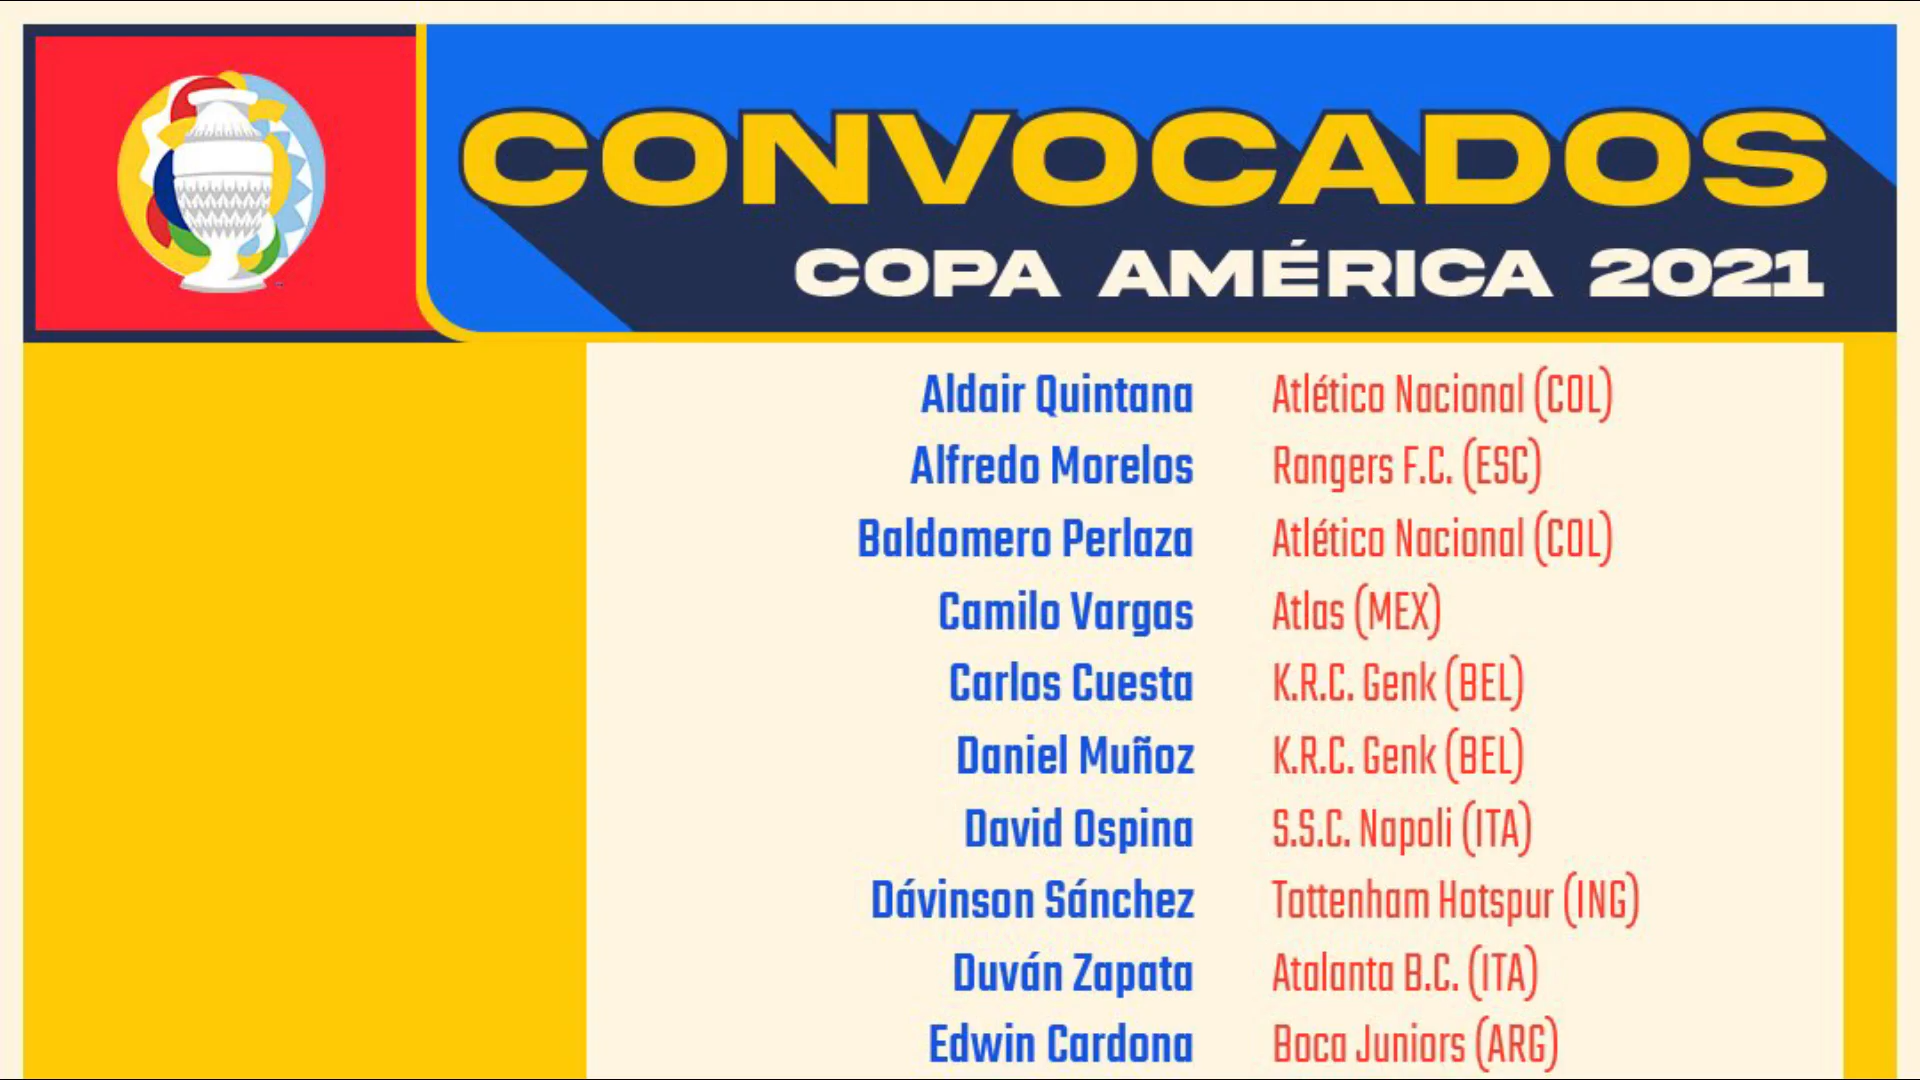 CONVOCADOS
COPA AMÉRICA 2021
Aldair Quintana Atlético Nacional (COL)
Alfredo Morelos Rangers F.C. (ESC)
Baldomero Perlaza Atlético Nacional (COL)
Camilo Vargas Atlas (MEX)
Carlos Cuesta K.R.C. Genk (BEL)
Daniel Muñoz K.R.C. Genk (BEL)
David Ospina S.S.C. Napoli (ITA)
Dávinson Sánchez Tottenham Hotspur (ING)
Duván Zapata Atalanta B.C. (ITA)
Edwin Cardona Boca Juniors (ARG)